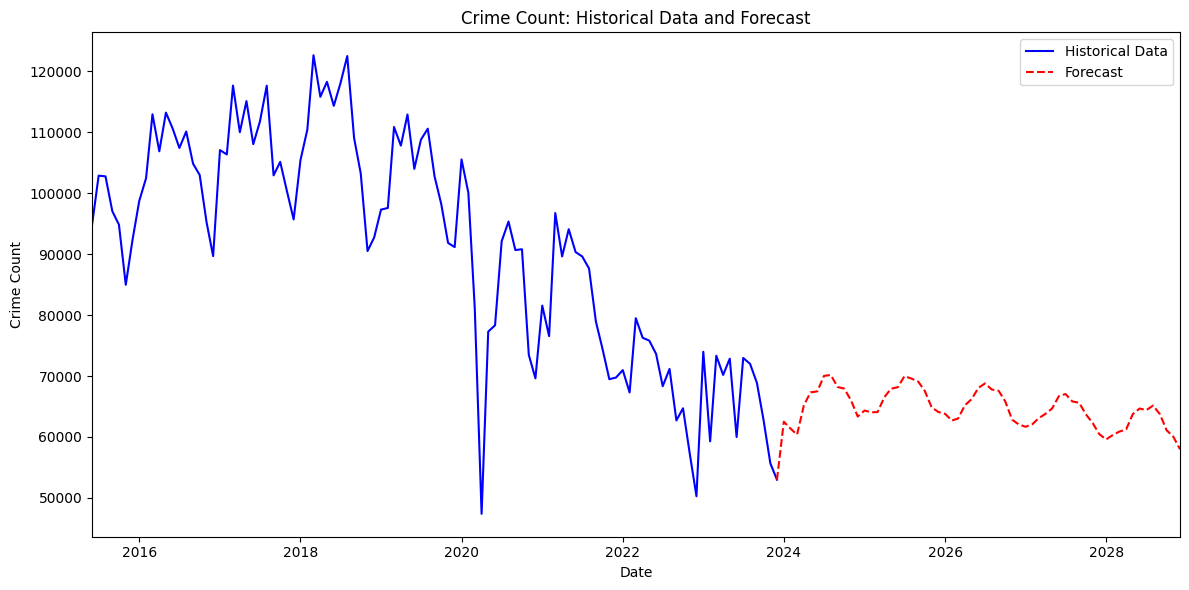 Crime Count: Historical Data and Forecast
Historical Data
Forecast
Crime Count
120000
110000
100000
90000
80000
70000
60000
50000
2016 2018 2020 2022 2024 2026 2028
Date